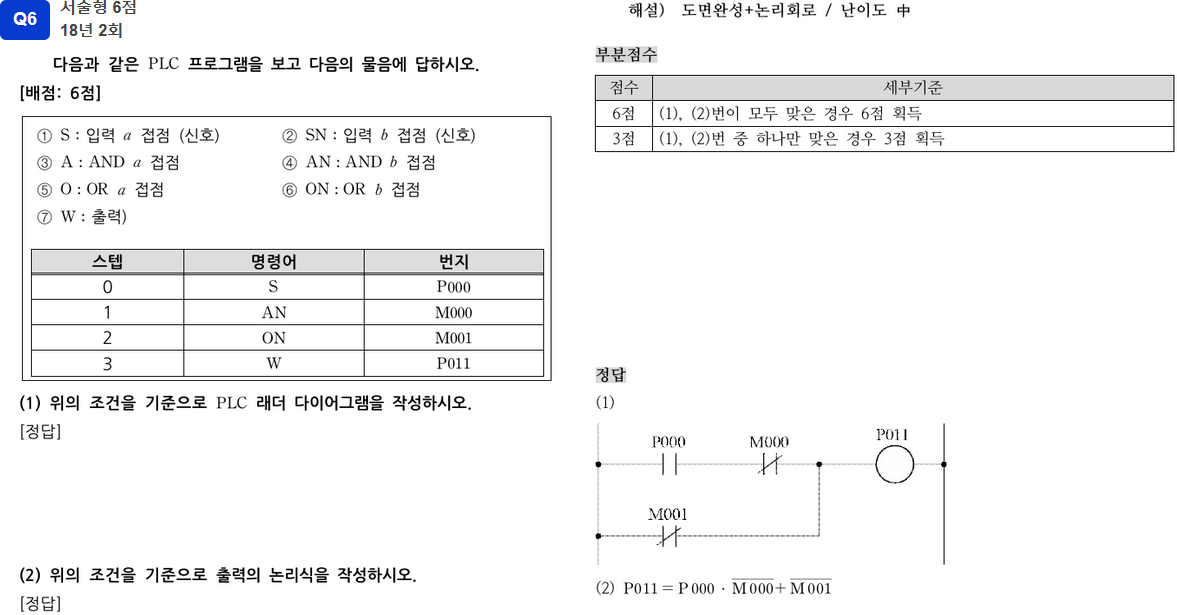 Q6
서술형 6점
18년 2회
다음과 같은 PLC 프로그램을 보고 다음의 물음에 답하시오.
[배점: 6점]
① S : 입력 a 접점 (신호) ② SN : 입력 b 접점 (신호)
③ A : AND a 접점 ④ AN : AND b 접점
⑤ O : OR a 접점 ⑥ ON : OR b 접점
⑦ W : 출력)
스텝 명령어 번지
0 S P000
1 AN M000
2 ON M001
3 W P011
(1) 위의 조건을 기준으로 PLC 래더 다이어그램을 작성하시오.
[정답]
(2) 위의 조건을 기준으로 출력의 논리식을 작성하시오.
[정답]
해설) 도면완성+논리회로 / 난이도 中
부분점수
점수 세부기준
6점 (1), (2)번이 모두 맞은 경우 6점 획득
3점 (1), (2)번 중 하나만 맞은 경우 3점 획득
정답
(1)
P000 M000 P011
M001
(2) P011 = P000 · M̅0̅0̅0̅ + M̅0̅0̅1̅